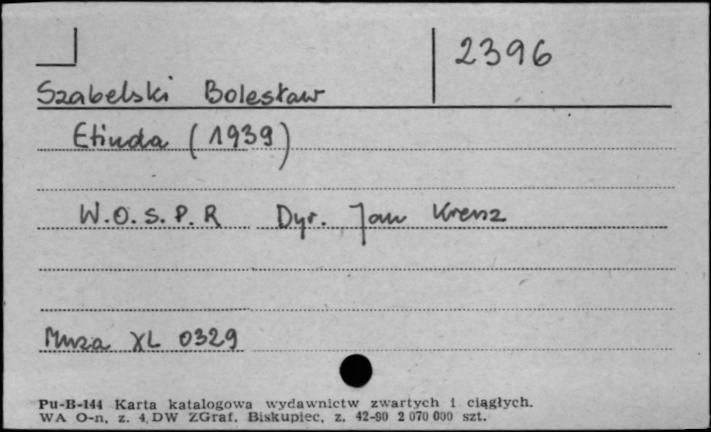 2396
Szabelski Bolesław
Etiuda (1939)
W.O.S.P.R Dyr. Jan Krenz
Muza XL 0329
Pu-B-144 Karta katalogowa wydawnictw zwartych i ciągłych.
WA O-n. z. 4 DW ZGraf. Biskupiec, z. 42-90 2 070 000 szt.